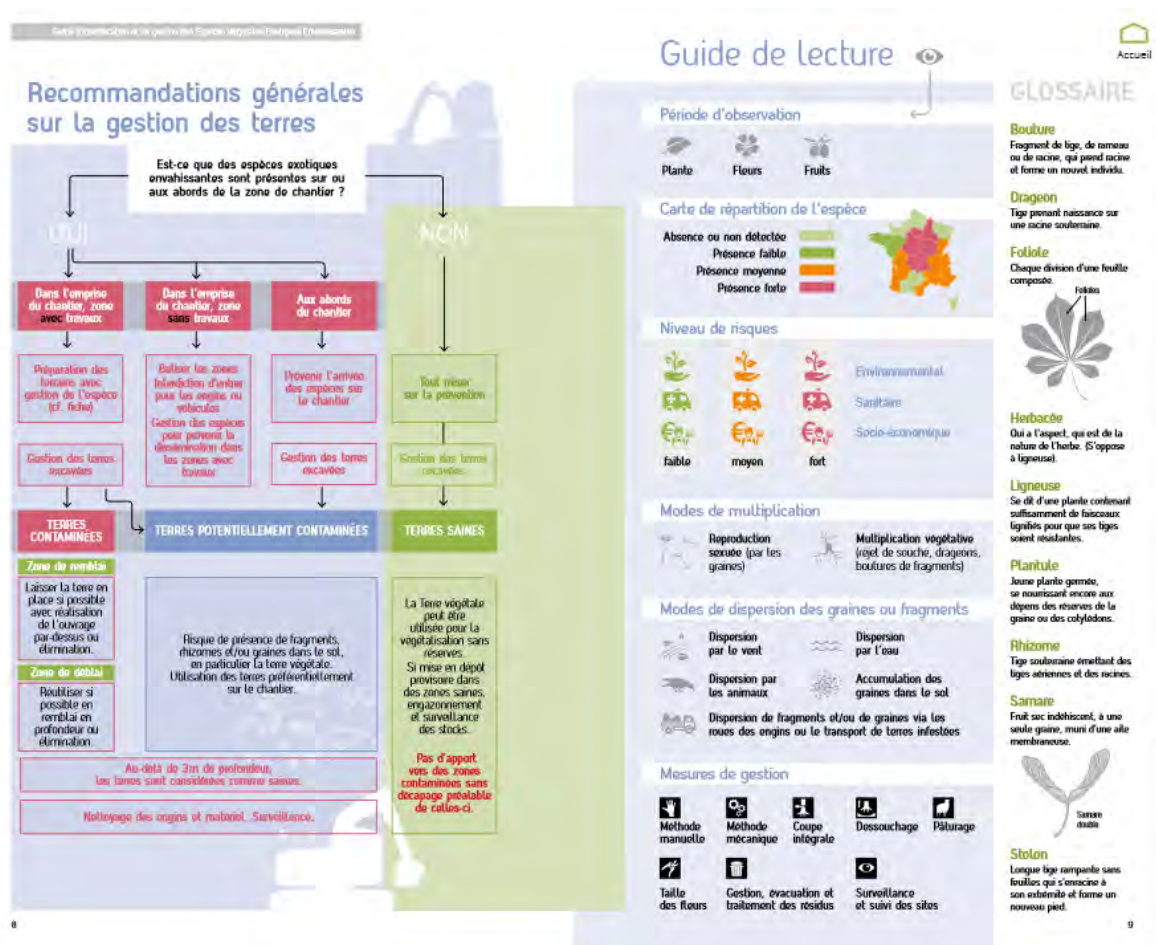 Guide d'identification et de gestion des Espèces Végétales Exotiques Envahissantes
Recommandations générales
sur la gestion des terres
Est-ce que des espèces exotiques
envahissantes sont présentes sur ou
aux abords de la zone de chantier ?
OUI
NON
Dans l'emprise
du chantier, zone
avec travaux
Dans l'emprise
du chantier, zone
sans travaux
Aux abords
du chantier
Préparation des
terrains avec
gestion de l'espèce
(cf. fiche)
Baliser les zones
Interdiction d'entrer
pour les engins ou
véhicules
Gestion des espèces
pour prévenir la
dissémination dans
les zones avec
travaux
Prévenir l'arrivée
des espèces sur
le chantier
Tout miser
sur la prévention
Gestion des terres
excavées
Gestion des terres
excavées
Gestion des terres
excavées
TERRES
CONTAMINÉES
TERRES POTENTIELLEMENT CONTAMINÉES
TERRES SAINES
Zone de remblai
Laisser la terre en
place si possible
avec réalisation
de l'ouvrage
par-dessus ou
élimination.
Zone de déblai
Réutiliser si
possible en
remblai en
profondeur ou
élimination.
Risque de présence de fragments,
rhizomes et/ou graines dans le sol,
en particulier la terre végétale.
Utilisation des terres préférentiellement
sur le chantier.
La Terre végétale
peut être
utilisée pour la
végétalisation sans
réserves.
Si mise en dépôt
provisoire dans
des zones saines,
engazonnement
et surveillance
des stocks.
Pas d'apport
vers des zones
contaminées sans
décapage préalable
de celles-ci.
Au-delà de 3m de profondeur,
les terres sont considérées comme saines.
Nettoyage des engins et matériel. Surveillance.
8
Guide de lecture
Période d'observation
Plante
Fleurs
Fruits
Carte de répartition de l'espèce
Absence ou non détectée
Présence faible
Présence moyenne
Présence forte
Niveau de risques
Environnemental
Sanitaire
Socio-économique
faible
moyen
fort
Modes de multiplication
Reproduction
sexuée (par les
graines)
Multiplication végétative
(rejet de souche, drageons,
boutures de fragments)
Modes de dispersion des graines ou fragments
Dispersion
par le vent
Dispersion
par l'eau
Dispersion par
les animaux
Accumulation des
graines dans le sol
Dispersion de fragments et/ou de graines via les
roues des engins ou le transport de terres infestées
Mesures de gestion
Méthode
manuelle
Méthode
mécanique
Coupe
intégrale
Dessouchage
Pâturage
Taille
des fleurs
Gestion, évacuation et
traitement des résidus
Surveillance
et suivi des sites
Accueil
GLOSSAIRE
Bouture
Fragment de tige, de rameau
ou de racine, qui prend racine
et forme un nouvel individu.
Drageon
Tige prenant naissance sur
une racine souterraine.
Foliole
Chaque division d'une feuille
composée.
Folioles
Herbacée
Qui a l'aspect, qui est de la
nature de l'herbe. (S'oppose
à ligneuse).
Ligneuse
Se dit d'une plante contenant
suffisamment de faisceaux
lignifiés pour que ses tiges
soient résistantes.
Plantule
Jeune plante germée,
se nourrissant encore aux
dépens des réserves de la
graine ou des cotylédons.
Rhizome
Tige souterraine émettant des
tiges aériennes et des racines.
Samare
Fruit sec indéhiscent, à une
seule graine, muni d'une aile
membraneuse.
Samare
double
Stolon
Longue tige rampante sans
feuilles qui s'enracine à
son extrémité et forme un
nouveau pied.
9